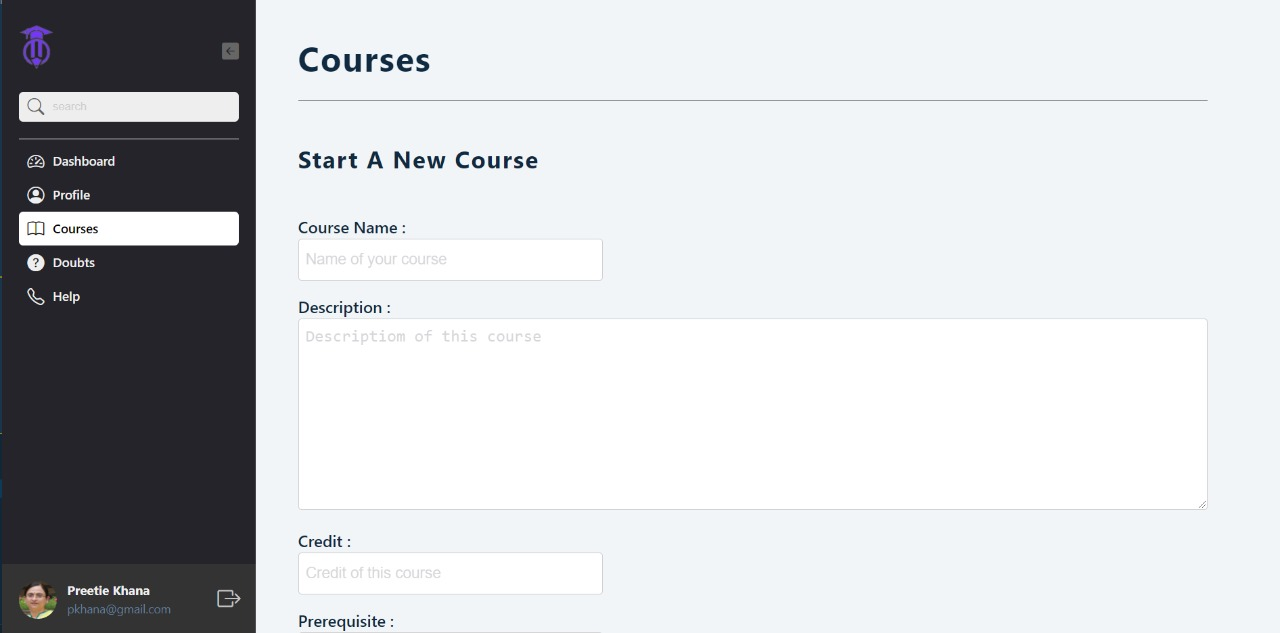 search
Dashboard
Profile
Courses
Doubts
Help
Preetie Khana
pkhana@gmail.com
Courses
Start A New Course
Course Name :
Name of your course
Description :
Descriptiom of this course
Credit :
Credit of this course
Prerequisite :